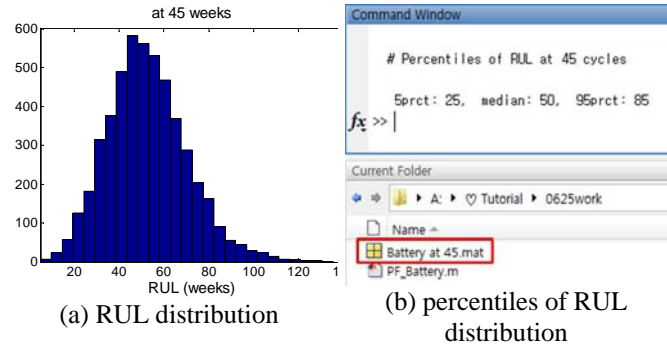 at 45 weeks
600
500
400
300
200
100
0
20
40
60
80
100
120
1
RUL (weeks)
(a) RUL distribution
Command Window
# Percentiles of RUL at 45 cycles
5prct: 25, median: 50, 95prct: 85
fx >>
Current Folder
A: ▸ ♡ Tutorial ▸ 0625work
Name
Battery at 45.mat
PF_Battery.m
(b) percentiles of RUL
distribution